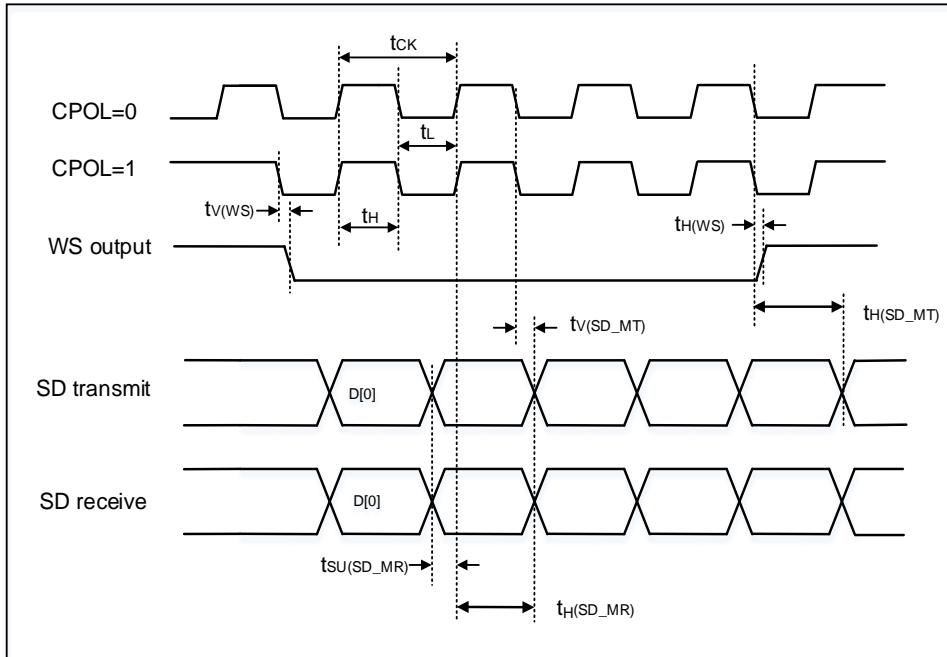 tCK
CPOL=0
tL
CPOL=1
tV(WS)
tH
tH(WS)
WS output
tV(SD_MT)
tH(SD_MT)
SD transmit
D[0]
SD receive
D[0]
tSU(SD_MR)
tH(SD_MR)